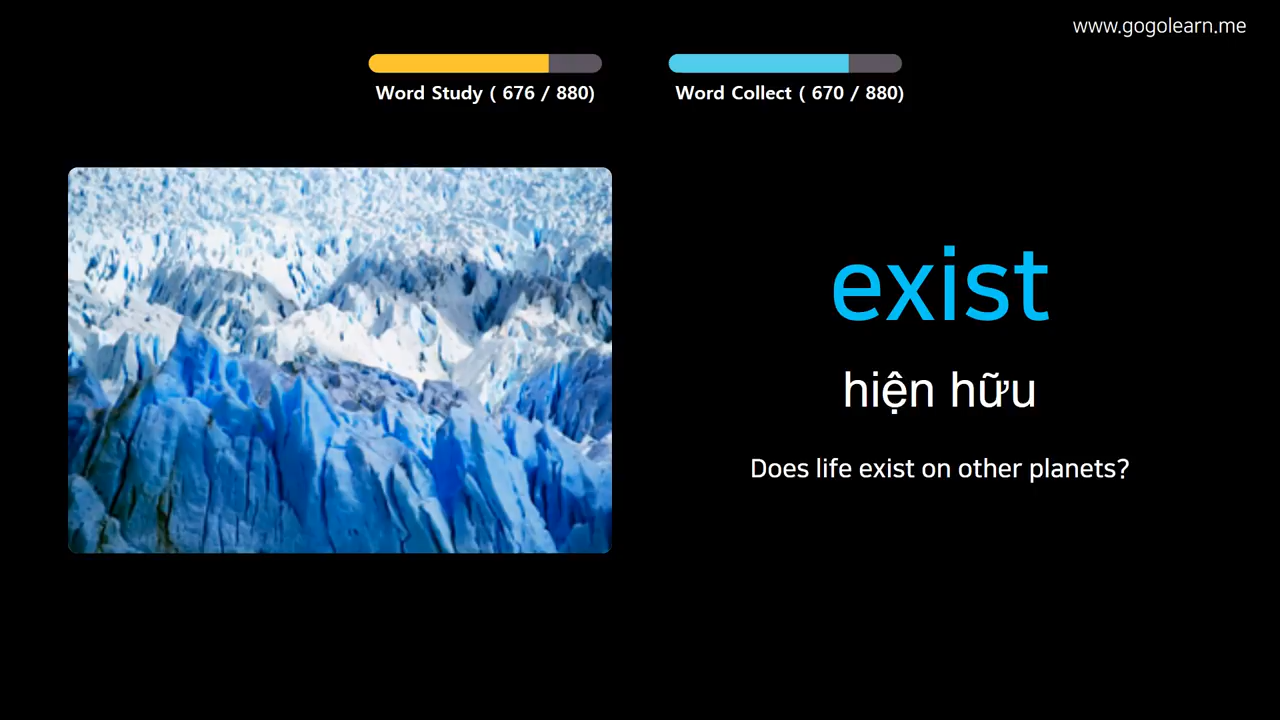 www.gogolearn.me
Word Study ( 676 / 880)
Word Collect ( 670 / 880)
exist
hiện hữu
Does life exist on other planets?